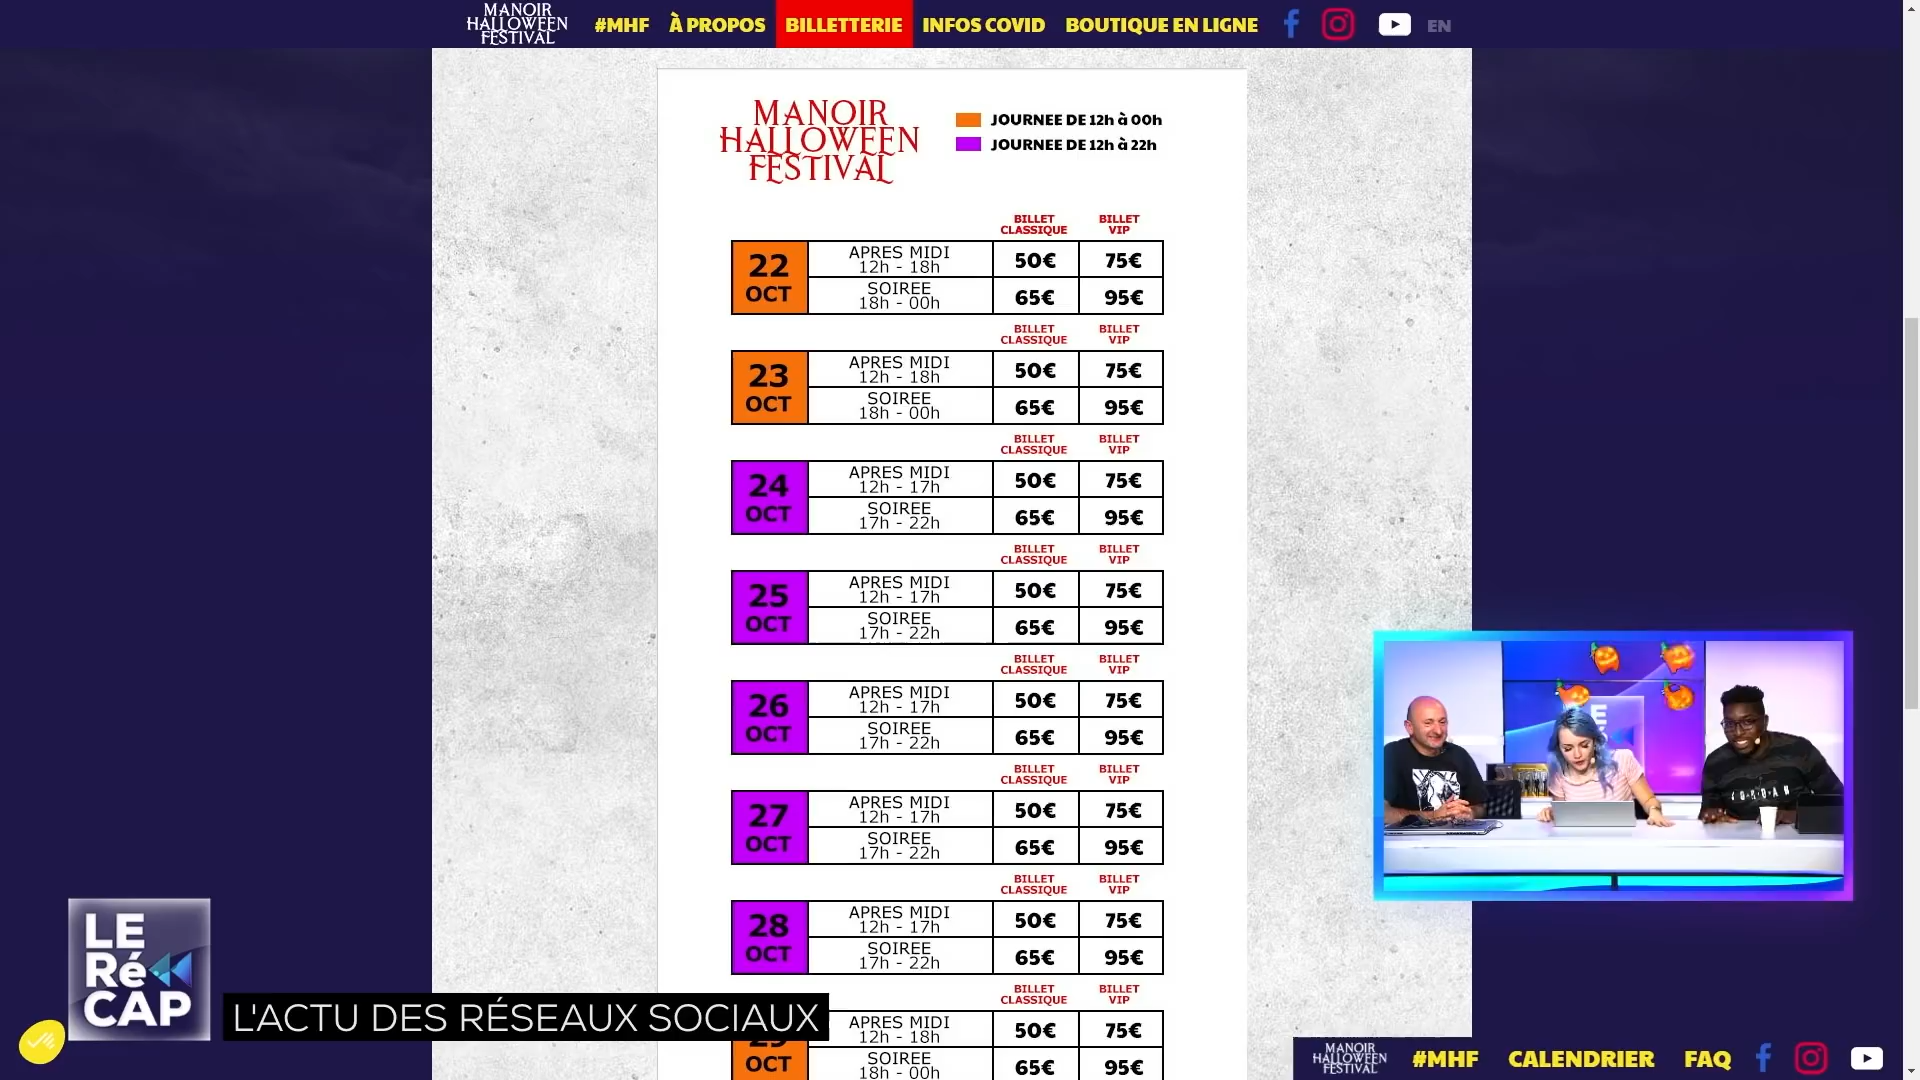 MANOIR
HALLOWEEN
FESTIVAL
#MHF
À PROPOS
BILLETTERIE
INFOS COVID
BOUTIQUE EN LIGNE
EN
MANOIR
HALLOWEEN
FESTIVAL
JOURNEE DE 12h à 00h
JOURNEE DE 12h à 22h
BILLET CLASSIQUE
BILLET VIP
22 OCT
APRES MIDI
12h - 18h
50€
75€
SOIREE
18h - 00h
65€
95€
BILLET CLASSIQUE
BILLET VIP
23 OCT
APRES MIDI
12h - 18h
50€
75€
SOIREE
18h - 00h
65€
95€
BILLET CLASSIQUE
BILLET VIP
24 OCT
APRES MIDI
12h - 17h
50€
75€
SOIREE
17h - 22h
65€
95€
BILLET CLASSIQUE
BILLET VIP
25 OCT
APRES MIDI
12h - 17h
50€
75€
SOIREE
17h - 22h
65€
95€
BILLET CLASSIQUE
BILLET VIP
26 OCT
APRES MIDI
12h - 17h
50€
75€
SOIREE
17h - 22h
65€
95€
BILLET CLASSIQUE
BILLET VIP
27 OCT
APRES MIDI
12h - 17h
50€
75€
SOIREE
17h - 22h
65€
95€
BILLET CLASSIQUE
BILLET VIP
28 OCT
APRES MIDI
12h - 17h
50€
75€
SOIREE
17h - 22h
65€
95€
BILLET CLASSIQUE
BILLET VIP
OCT
APRES MIDI
12h - 18h
50€
75€
SOIREE
18h - 00h
65€
95€
LE
Ré
CAP
L'ACTU DES RÉSEAUX SOCIAUX
MANOIR
HALLOWEEN
FESTIVAL
#MHF
CALENDRIER
FAQ